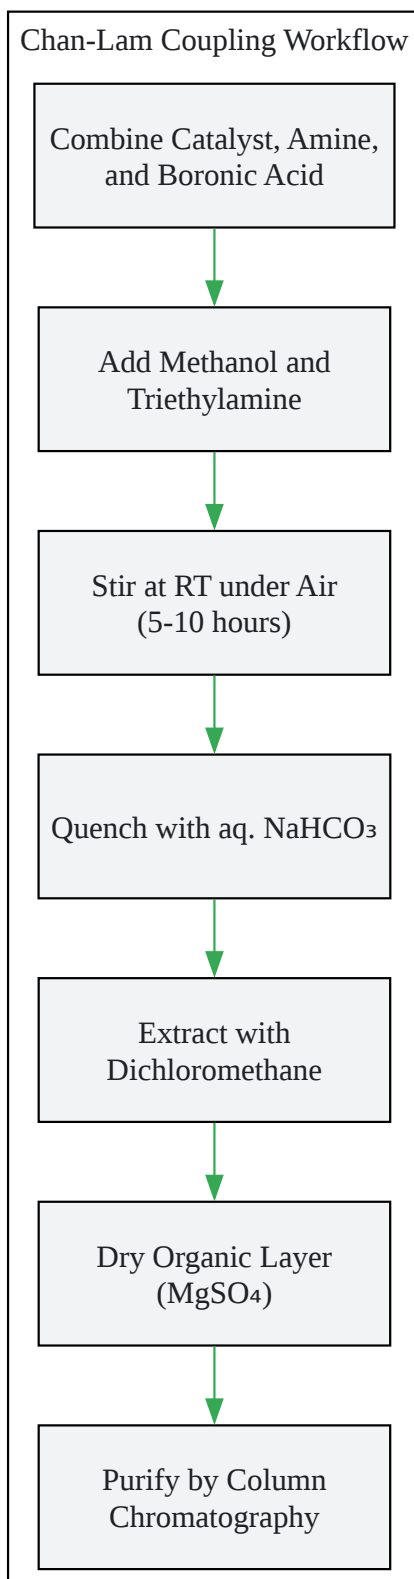 Chan-Lam Coupling Workflow
Combine Catalyst, Amine,
and Boronic Acid
Add Methanol and
Triethylamine
Stir at RT under Air
(5-10 hours)
Quench with aq. NaHCO₃
Extract with
Dichloromethane
Dry Organic Layer
(MgSO₄)
Purify by Column
Chromatography